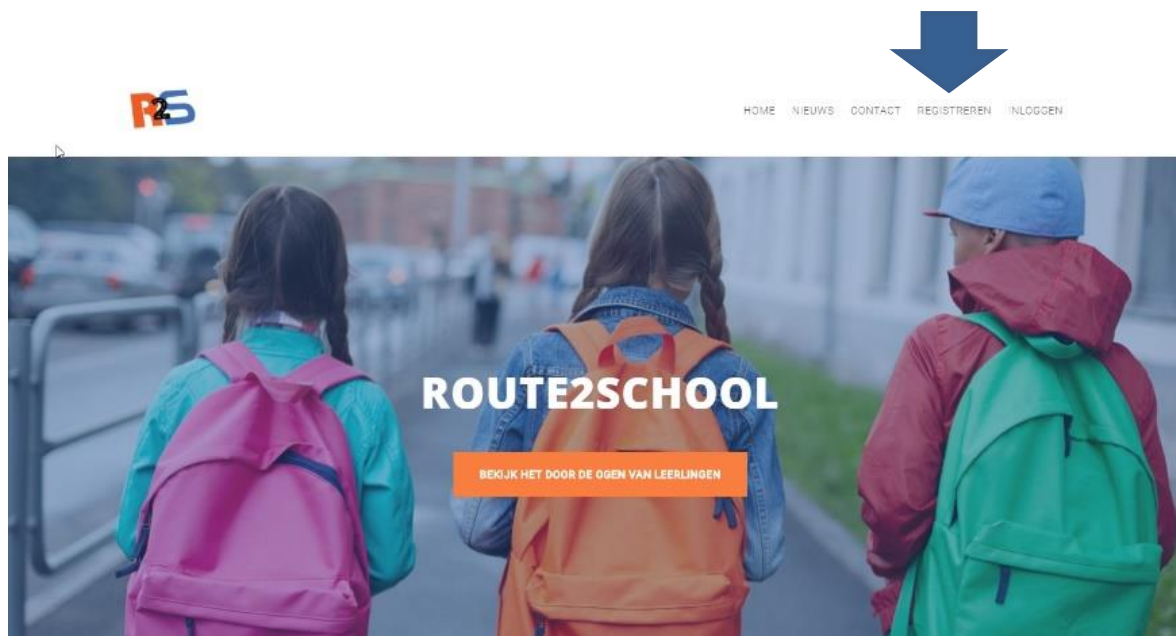 R2S
HOME NIEUWS CONTACT REGISTREREN INLOGGEN
ROUTE2SCHOOL
BEKIJK HET DOOR DE OGEN VAN LEERLINGEN